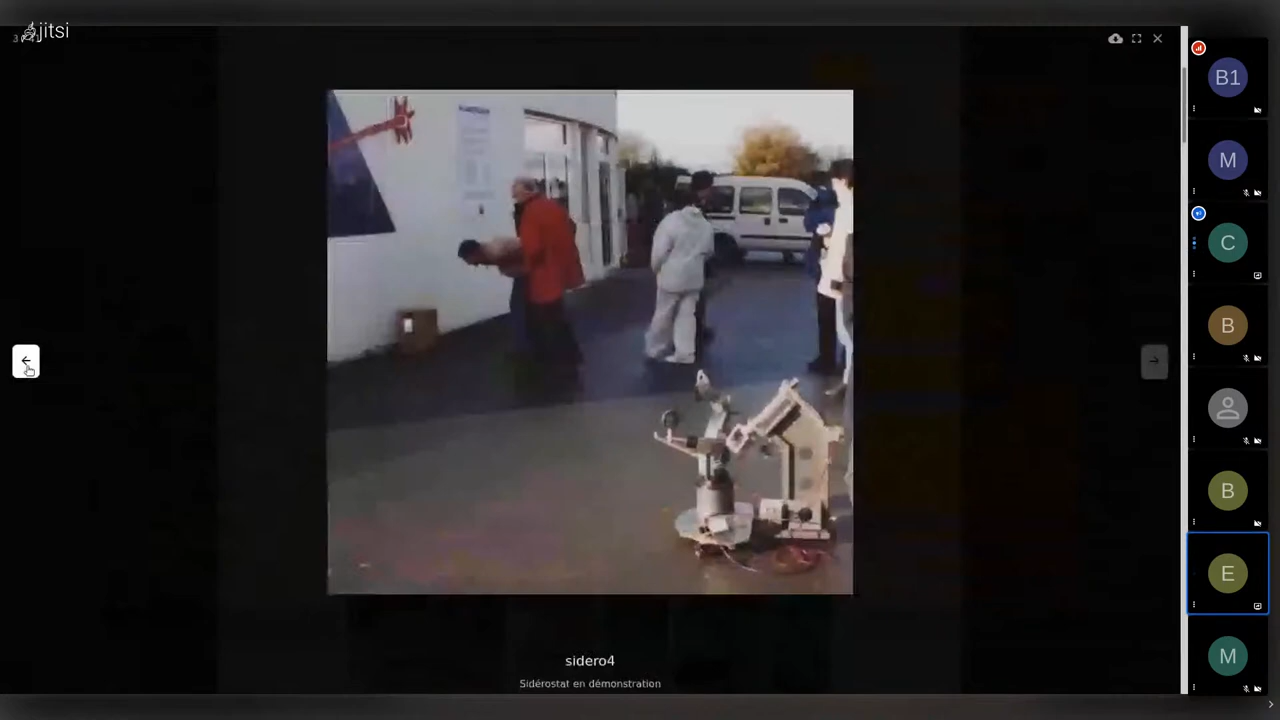 jitsi
sidero4
Sidérostat en démonstration
B1
M
C
B
B
E
M